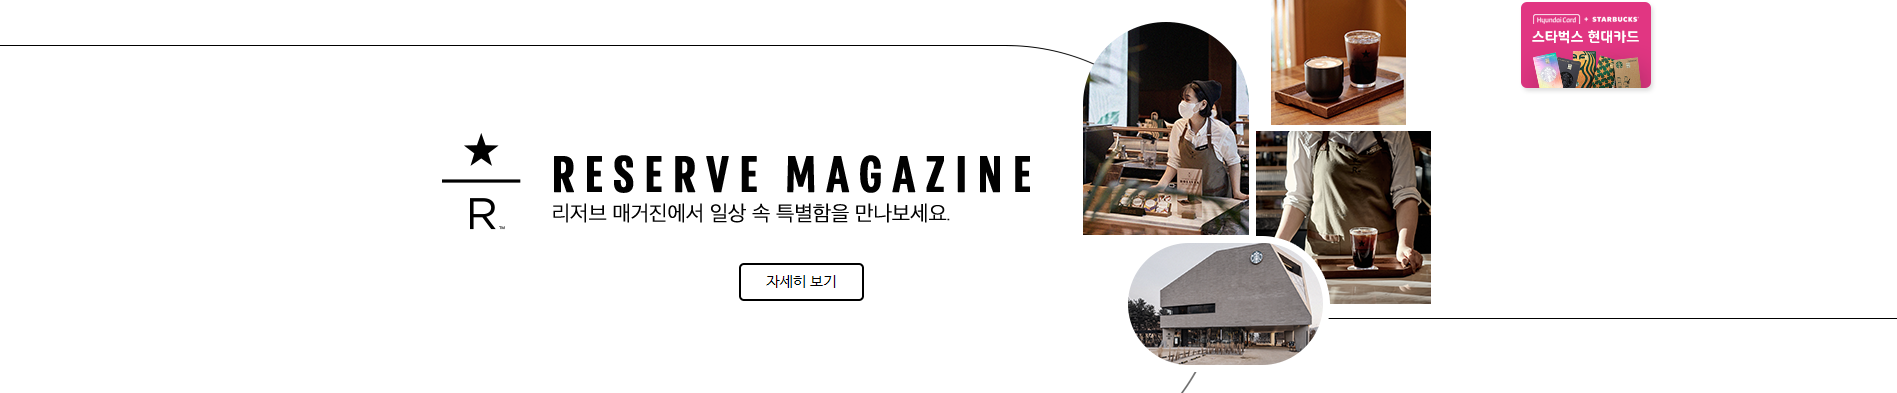 RESERVE MAGAZINE
R™
리저브 매거진에서 일상 속 특별함을 만나보세요.
자세히 보기
Hyundai Card + STARBUCKS
스타벅스 현대카드